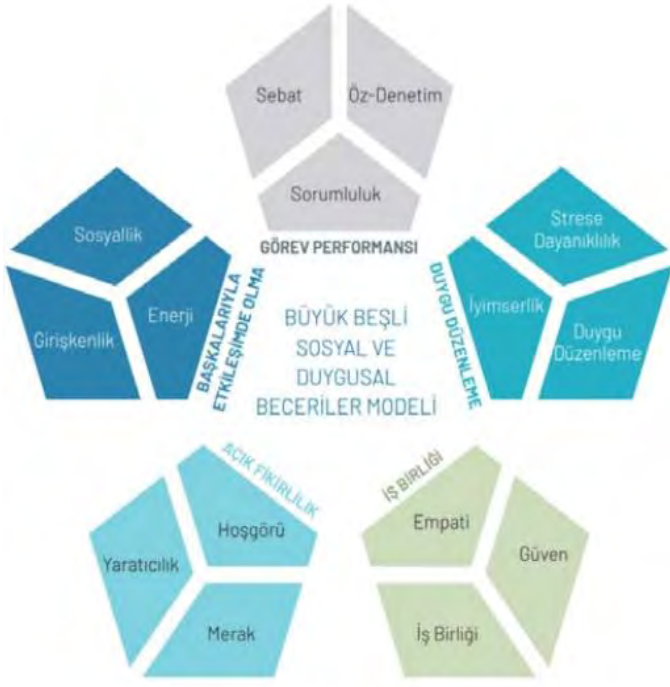 Sebat
Öz-Denetim
Sorumluluk
GÖREV PERFORMANSI
Sosyallik
Enerji
Girişkenlik
BAŞKALARIYLA
ETKİLEŞİMDE OLMA
BÜYÜK BEŞLİ
SOSYAL VE
DUYGUSAL
BECERİLER MODELİ
DUYGU DÜZENLEME
Strese
Dayanıklılık
İyimserlik
Duygu
Düzenleme
AÇIK FİKİRLİLİK
Hoşgörü
Yaratıcılık
Merak
İŞ BİRLİĞİ
Empati
Güven
İş Birliği